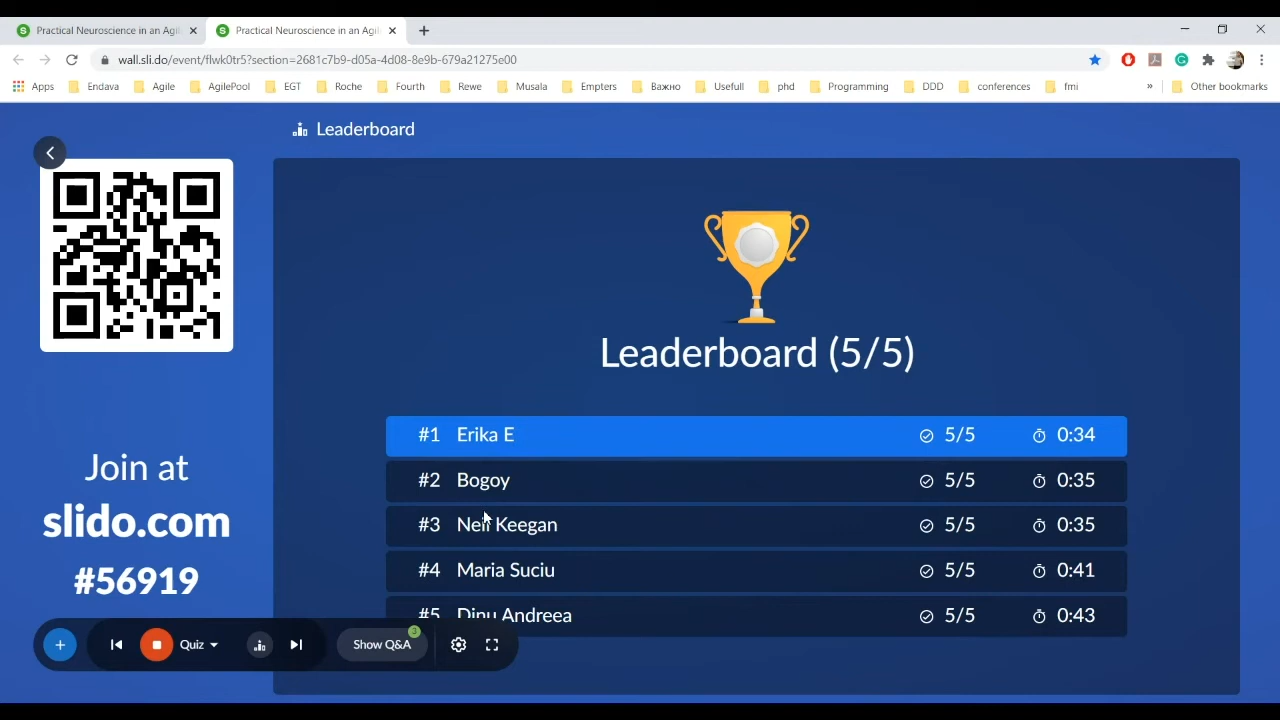 Practical Neuroscience in an Agil
Practical Neuroscience in an Agil
wall.sli.do/event/flwk0tr5?section=2681c7b9-d05a-4d08-8e9b-679a21275e00
Apps Endava Agile AgilePool EGT Roche Fourth Rewe Musala Empters Важно Usefull phd Programming DDD conferences fmi » Other bookmarks
Leaderboard
Leaderboard (5/5)
#1 Erika E 5/5 0:34
#2 Bogoy 5/5 0:35
#3 Neil Keegan 5/5 0:35
#4 Maria Suciu 5/5 0:41
#5 Dinu Andreea 5/5 0:43
Join at
slido.com
#56919
Quiz
Show Q&A 3